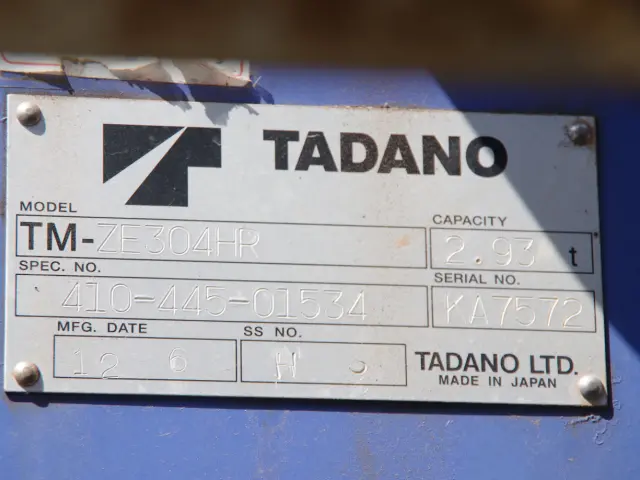 TADANO
MODEL
TM-ZE304HR
CAPACITY
2.93 t
SPEC. NO.
410-445-01534
SERIAL NO.
KA7572
MFG. DATE
12 6
SS NO.
H
TADANO LTD.
MADE IN JAPAN